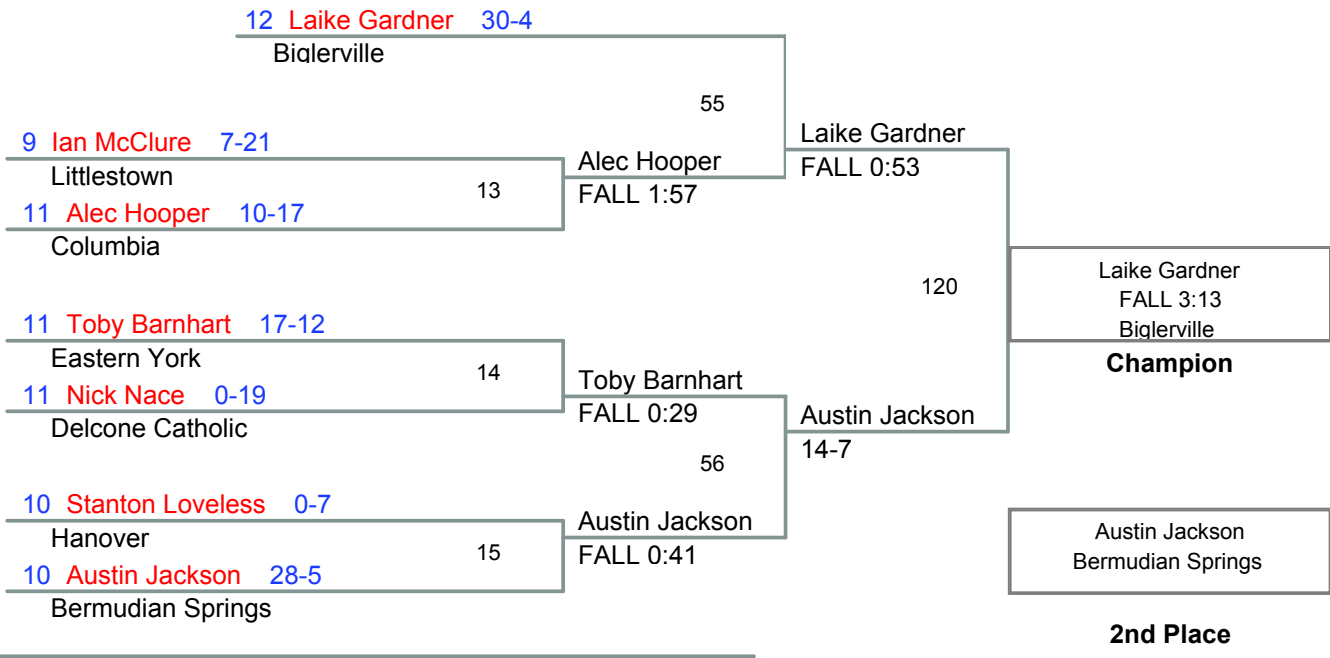 12 Laike Gardner 30-4
Biglerville
55
9 Ian McClure 7-21
Littlestown
13
11 Alec Hooper 10-17
Columbia
Alec Hooper
FALL 1:57
Laike Gardner
FALL 0:53
11 Toby Barnhart 17-12
Eastern York
14
11 Nick Nace 0-19
Delcone Catholic
Toby Barnhart
FALL 0:29
56
10 Stanton Loveless 0-7
Hanover
15
10 Austin Jackson 28-5
Bermudian Springs
Austin Jackson
FALL 0:41
Austin Jackson
14-7
120
Laike Gardner
FALL 3:13
Biglerville
Champion
Austin Jackson
Bermudian Springs
2nd Place